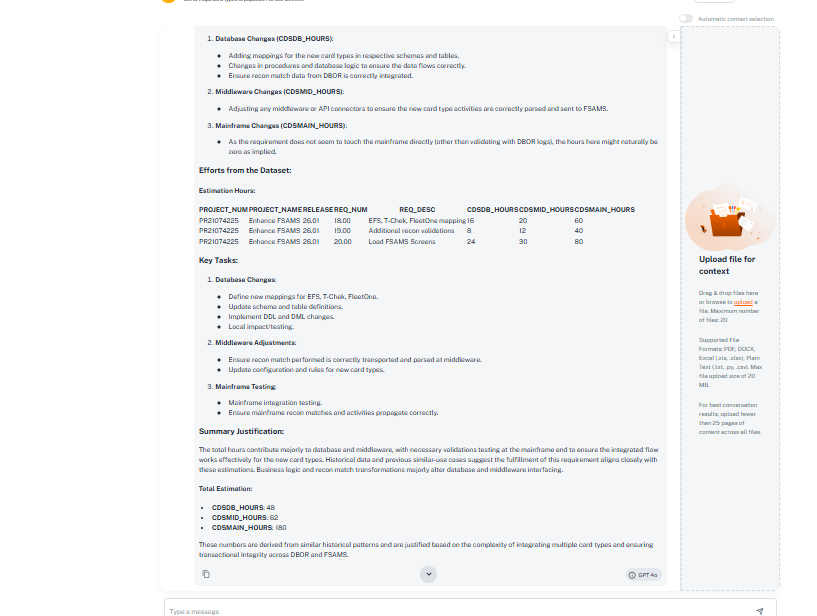 Automatic context selection
1. Database Changes (CDSDB_HOURS):
Adding mappings for the new card types in respective schemas and tables.
Changes in procedures and database logic to ensure the data flows correctly.
Ensure recon match data from DBOR is correctly integrated.
2. Middleware Changes (CDSMID_HOURS):
Adjusting any middleware or API connectors to ensure the new card type activities are correctly parsed and sent to FSAMS.
3. Mainframe Changes (CDSMAIN_HOURS):
As the requirement does not seem to touch the mainframe directly (other than validating with DBOR logs), the hours here might naturally be
zero as implied.
Efforts from the Dataset:
Estimation Hours:
PROJECT_NUM PROJECT_NAME RELEASE REQ_NUM REQ_DESC CDSDB_HOURS CDSMID_HOURS CDSMAIN_HOURS
PR21074225 Enhance FSAMS 26.01 18.00 EFS, T-Chek, FleetOne mapping 16 20 60
PR21074225 Enhance FSAMS 26.01 19.00 Additional recon validations 8 12 40
PR21074225 Enhance FSAMS 26.01 20.00 Load FSAMS Screens 24 30 80
Key Tasks:
1. Database Changes:
Define new mappings for EFS, T-Chek, FleetOne.
Update schema and table definitions.
Implement DDL and DML changes.
Local impact/testing.
2. Middleware Adjustments:
Ensure recon match performed is correctly transported and parsed at middleware.
Update configuration and rules for new card types.
3. Mainframe Testing:
Mainframe integration testing.
Ensure mainframe recon matches and activities propagate correctly.
Summary Justification:
The total hours contribute majorly to database and middleware, with necessary validations testing at the mainframe end to ensure the integrated flow
works effectively for the new card types. Historical data and previous similar-use cases suggest the fulfillment of this requirement aligns closely with
these estimations. Business logic and recon match transformations majorly alter database and middleware interfacing.
Total Estimation:
CDSDB_HOURS: 48
CDSMID_HOURS: 62
CDSMAIN_HOURS: 180
These numbers are derived from similar historical patterns and are justified based on the complexity of integrating multiple card types and ensuring
transactional integrity across DBOR and FSAMS.
GPT 4o
Type a message
Upload file for
context
Drag & drop files here
or browse to upload a
file. Maximum number
of files: 20
Supported File
Formats: PDF, DOCX,
Excel (.xls, .xlsx), Plain
Text (.txt, .py, .csv). Max
file upload size of 20
MB.
For best conversation
results, upload fewer
than 25 pages of
content across all files.